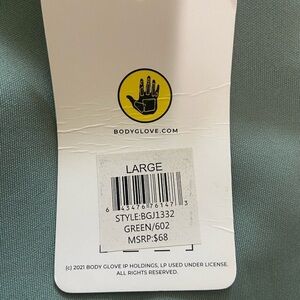 BODYGLOVE.COM
LARGE
6 43476 76147 3
STYLE:BGJ1332
GREEN/602
MSRP:$68
(c) 2021 BODY GLOVE IP HOLDINGS, LP USED UNDER LICENSE.
ALL RIGHTS RESERVED.